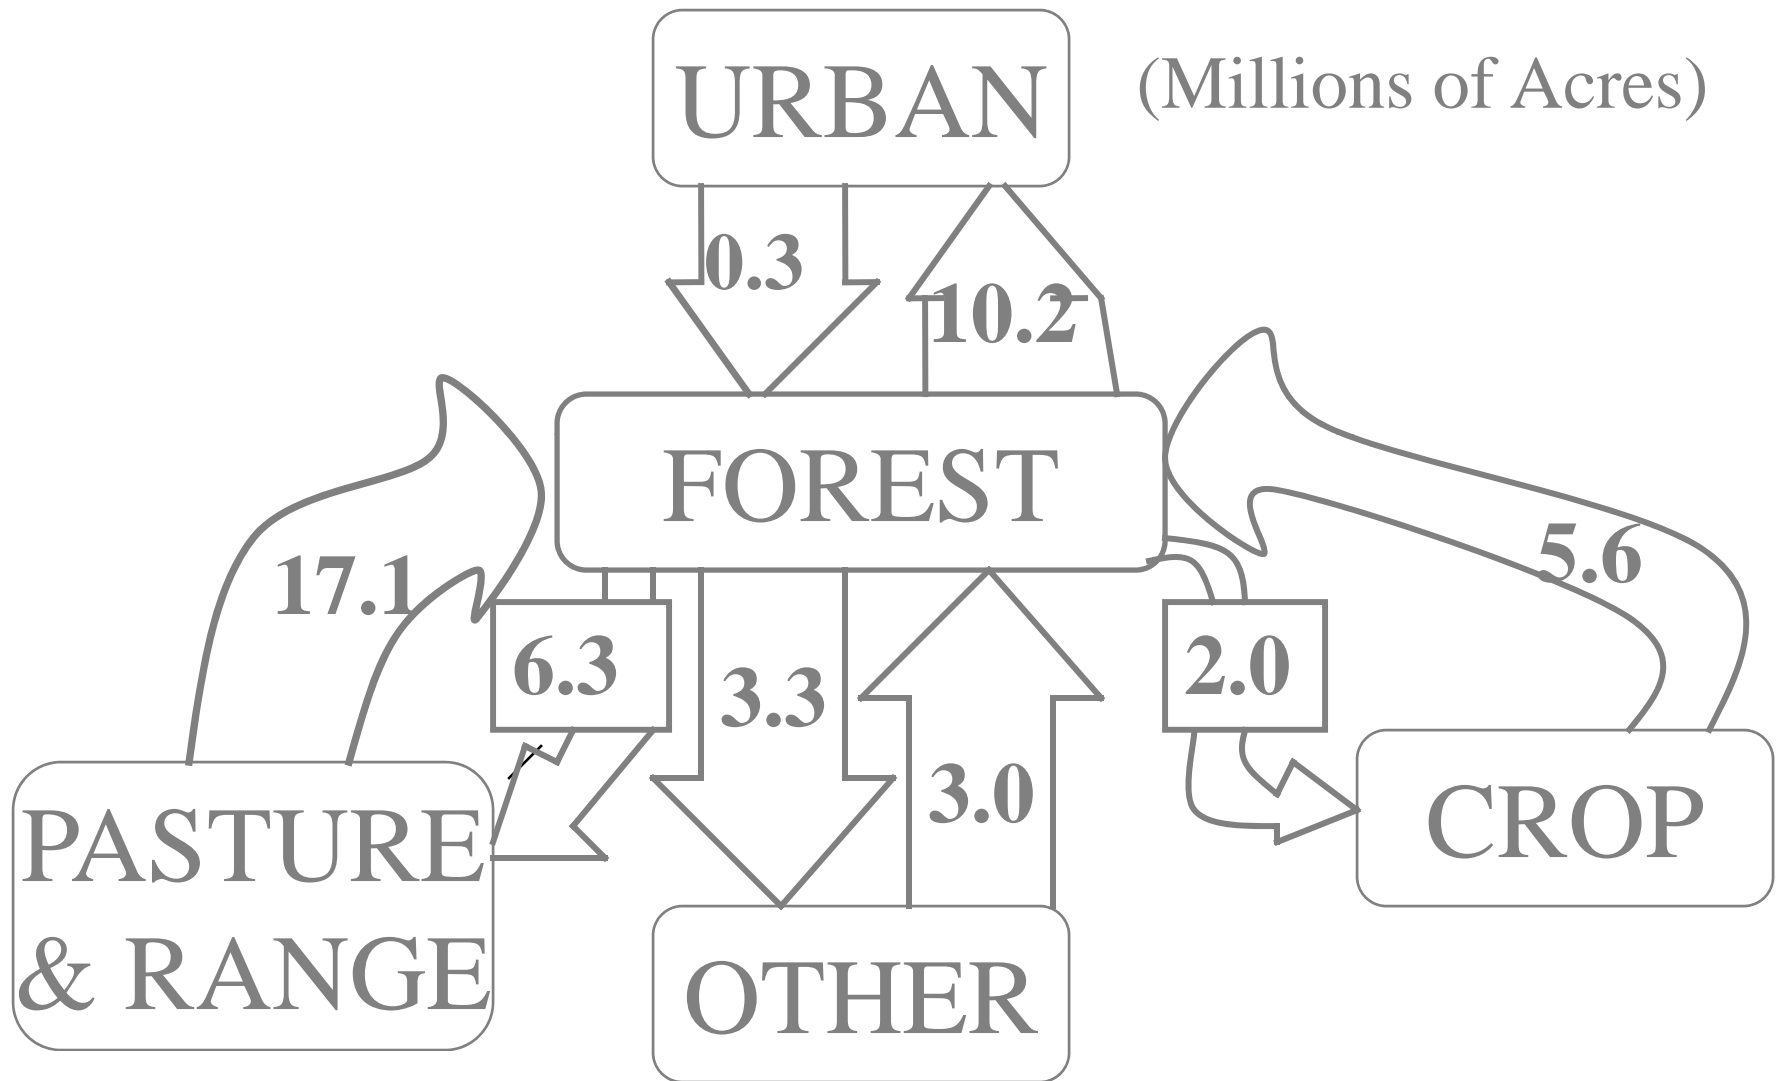 URBAN
(Millions of Acres)
0.3
10.2
FOREST
17.1
5.6
6.3
3.3
2.0
3.0
PASTURE
& RANGE
CROP
OTHER